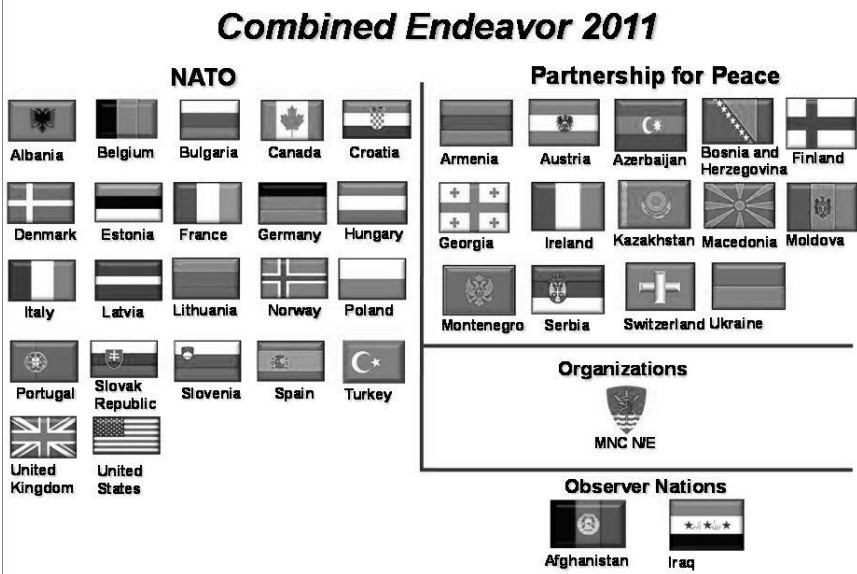 Combined Endeavor 2011
NATO
Albania
Belgium
Bulgaria
Canada
Croatia
Denmark
Estonia
France
Germany
Hungary
Italy
Latvia
Lithuania
Norway
Poland
Portugal
Slovak
Republic
Slovenia
Spain
Turkey
United
Kingdom
United
States
Partnership for Peace
Armenia
Austria
Azerbaijan
Bosnia and
Herzegovina
Finland
Georgia
Ireland
Kazakhstan
Macedonia
Moldova
Montenegro
Serbia
Switzerland
Ukraine
Organizations
MNC N/E
Observer Nations
Afghanistan
Iraq